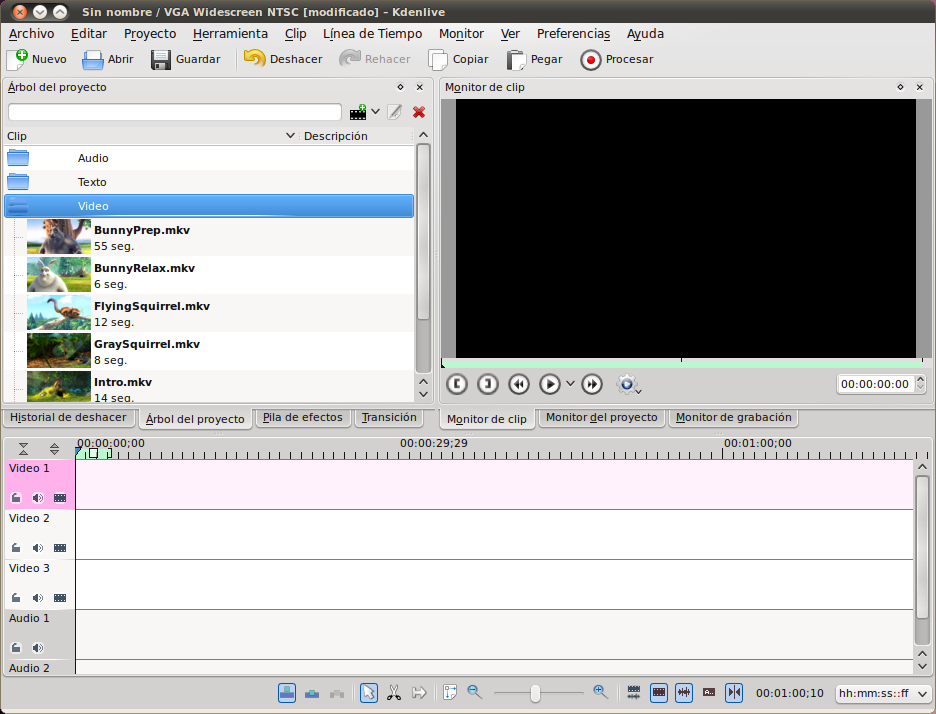 Sin nombre / VGA Widescreen NTSC [modificado] – Kdenlive
Archivo Editar Proyecto Herramienta Clip Línea de Tiempo Monitor Ver Preferencias Ayuda
Nuevo Abrir Guardar Deshacer Rehacer Copiar Pegar Procesar
Árbol del proyecto
Monitor de clip
Clip Descripción
Audio
Texto
Video
BunnyPrep.mkv
55 seg.
BunnyRelax.mkv
6 seg.
FlyingSquirrel.mkv
12 seg.
GraySquirrel.mkv
8 seg.
Intro.mkv
14 seg.
00:00:00:00
Historial de deshacer Árbol del proyecto Pila de efectos Transición
Monitor de clip Monitor del proyecto Monitor de grabación
00:00:00;00 00:00:29;29 00:01:00;00
Video 1
Video 2
Video 3
Audio 1
Audio 2
00:01:00;10 hh:mm:ss::ff